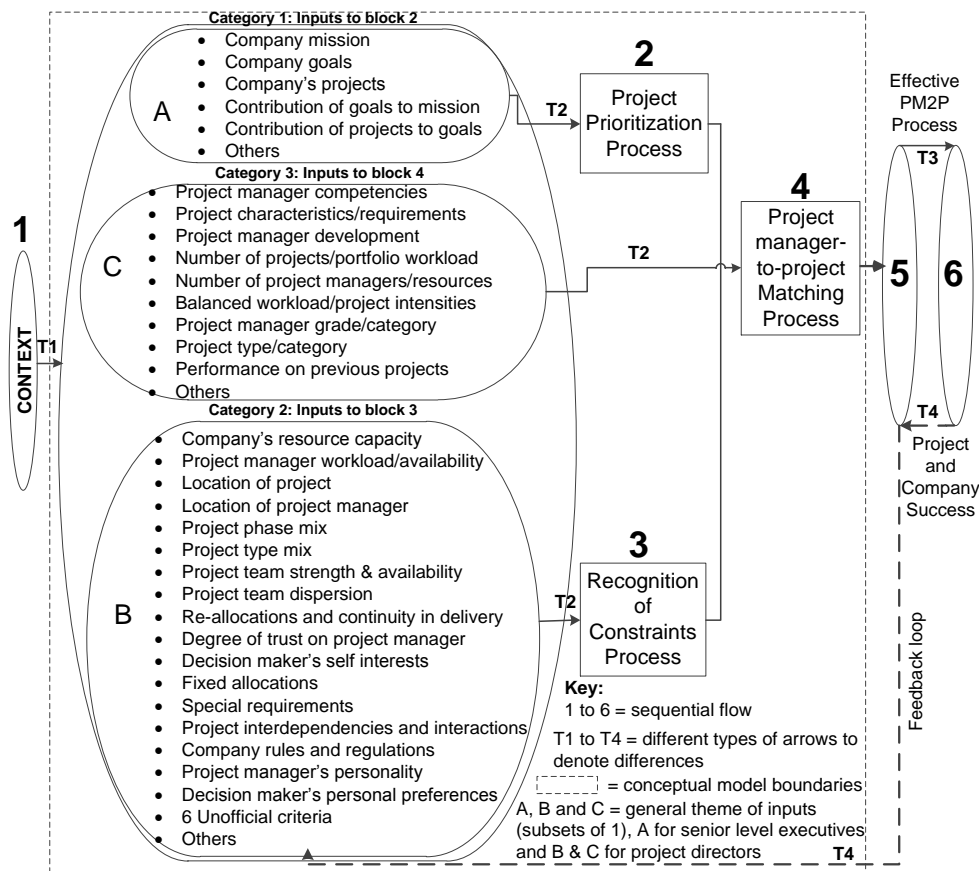 Category 1: Inputs to block 2
• Company mission
• Company goals
• Company's projects
• Contribution of goals to mission
• Contribution of projects to goals
• Others
A
T2
2
Project
Prioritization
Process
Category 3: Inputs to block 4
• Project manager competencies
• Project characteristics/requirements
• Project manager development
• Number of projects/portfolio workload
• Number of project managers/resources
• Balanced workload/project intensities
• Project manager grade/category
• Project type/category
• Performance on previous projects
• Others
C
T2
1
CONTEXT
T1
4
Project
manager-
to-project
Matching
Process
Effective
PM2P
Process
T3
5
6
T4
Project
and
Company
Success
Category 2: Inputs to block 3
• Company's resource capacity
• Project manager workload/availability
• Location of project
• Location of project manager
• Project phase mix
• Project type mix
• Project team strength & availability
• Project team dispersion
• Re-allocations and continuity in delivery
• Degree of trust on project manager
• Decision maker's self interests
• Fixed allocations
• Special requirements
• Project interdependencies and interactions
• Company rules and regulations
• Project manager's personality
• Decision maker's personal preferences
• 6 Unofficial criteria
• Others
B
T2
3
Recognition
of
Constraints
Process
Feedback loop
Key:
1 to 6 = sequential flow
T1 to T4 = different types of arrows to
denote differences
= conceptual model boundaries
A, B and C = general theme of inputs
(subsets of 1), A for senior level executives
and B & C for project directors
T4